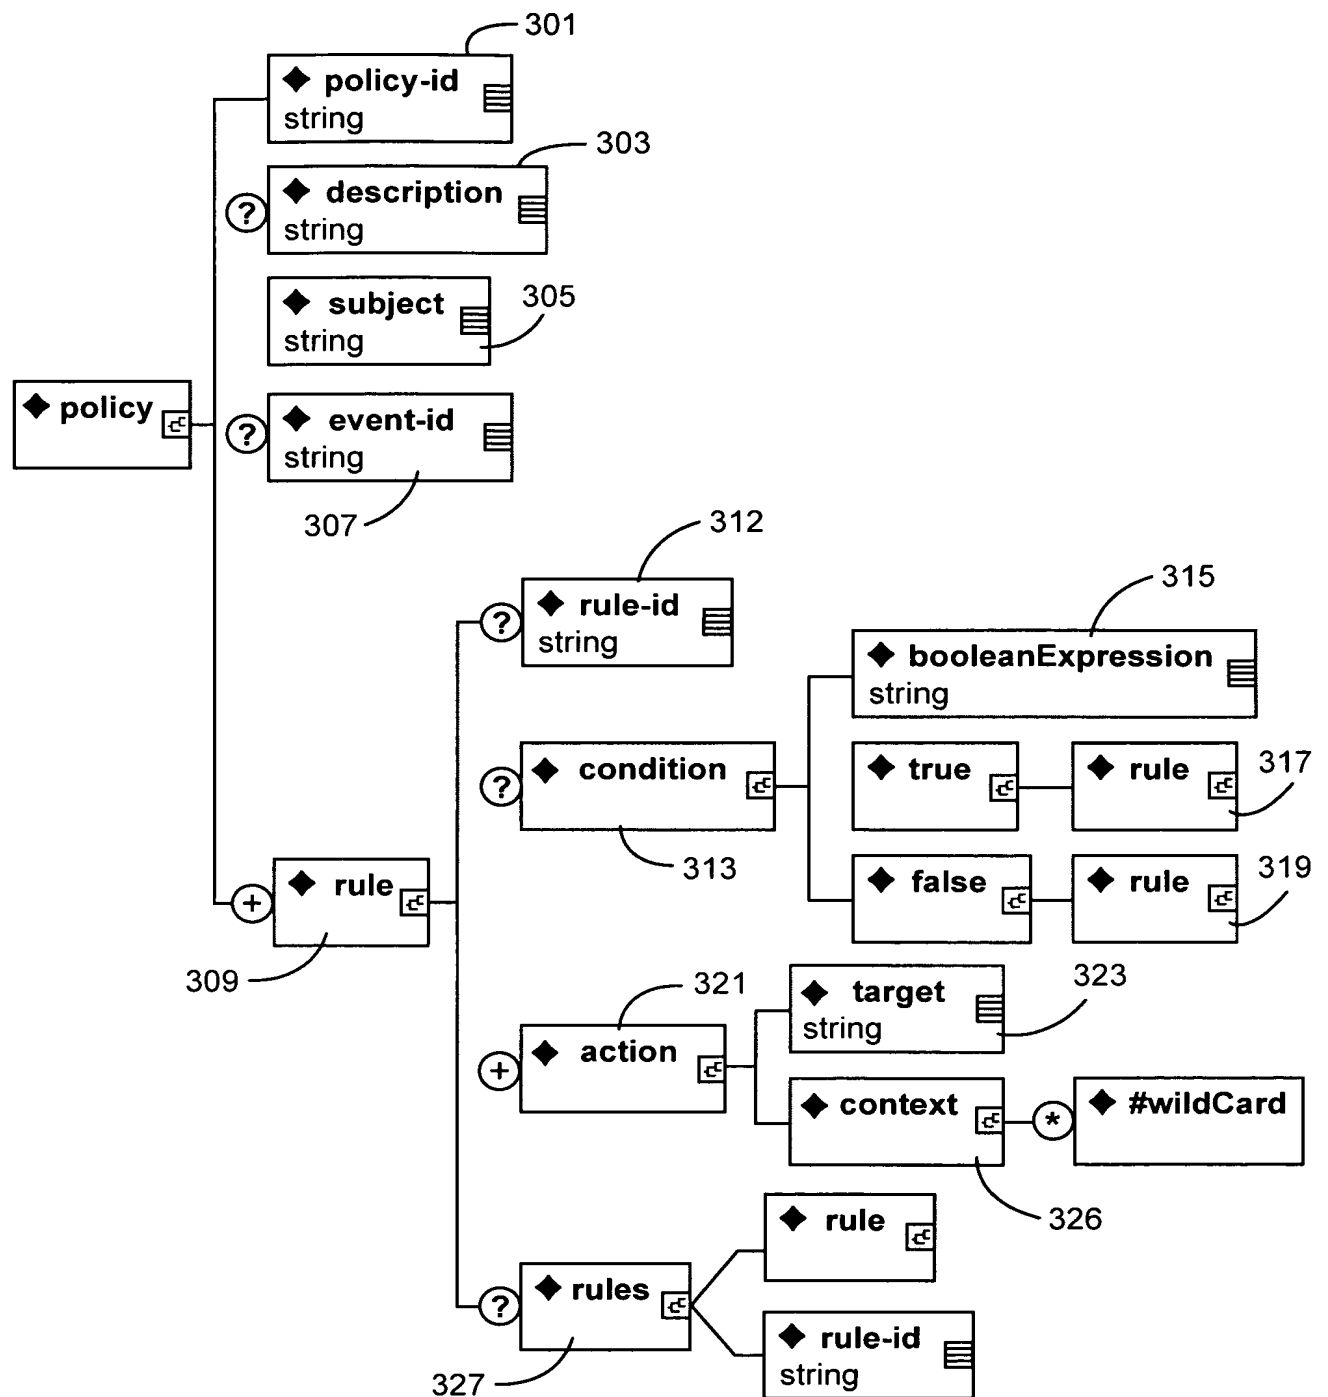 301
policy-id
string
303
?
description
string
subject
305
string
policy
?
event-id
string
307
312
?
rule-id
string
315
booleanExpression
string
?
condition
313
true
rule
317
false
rule
319
+
rule
309
321
+
action
target
string
323
context
*
#wildCard
326
rule
?
rules
327
rule-id
string